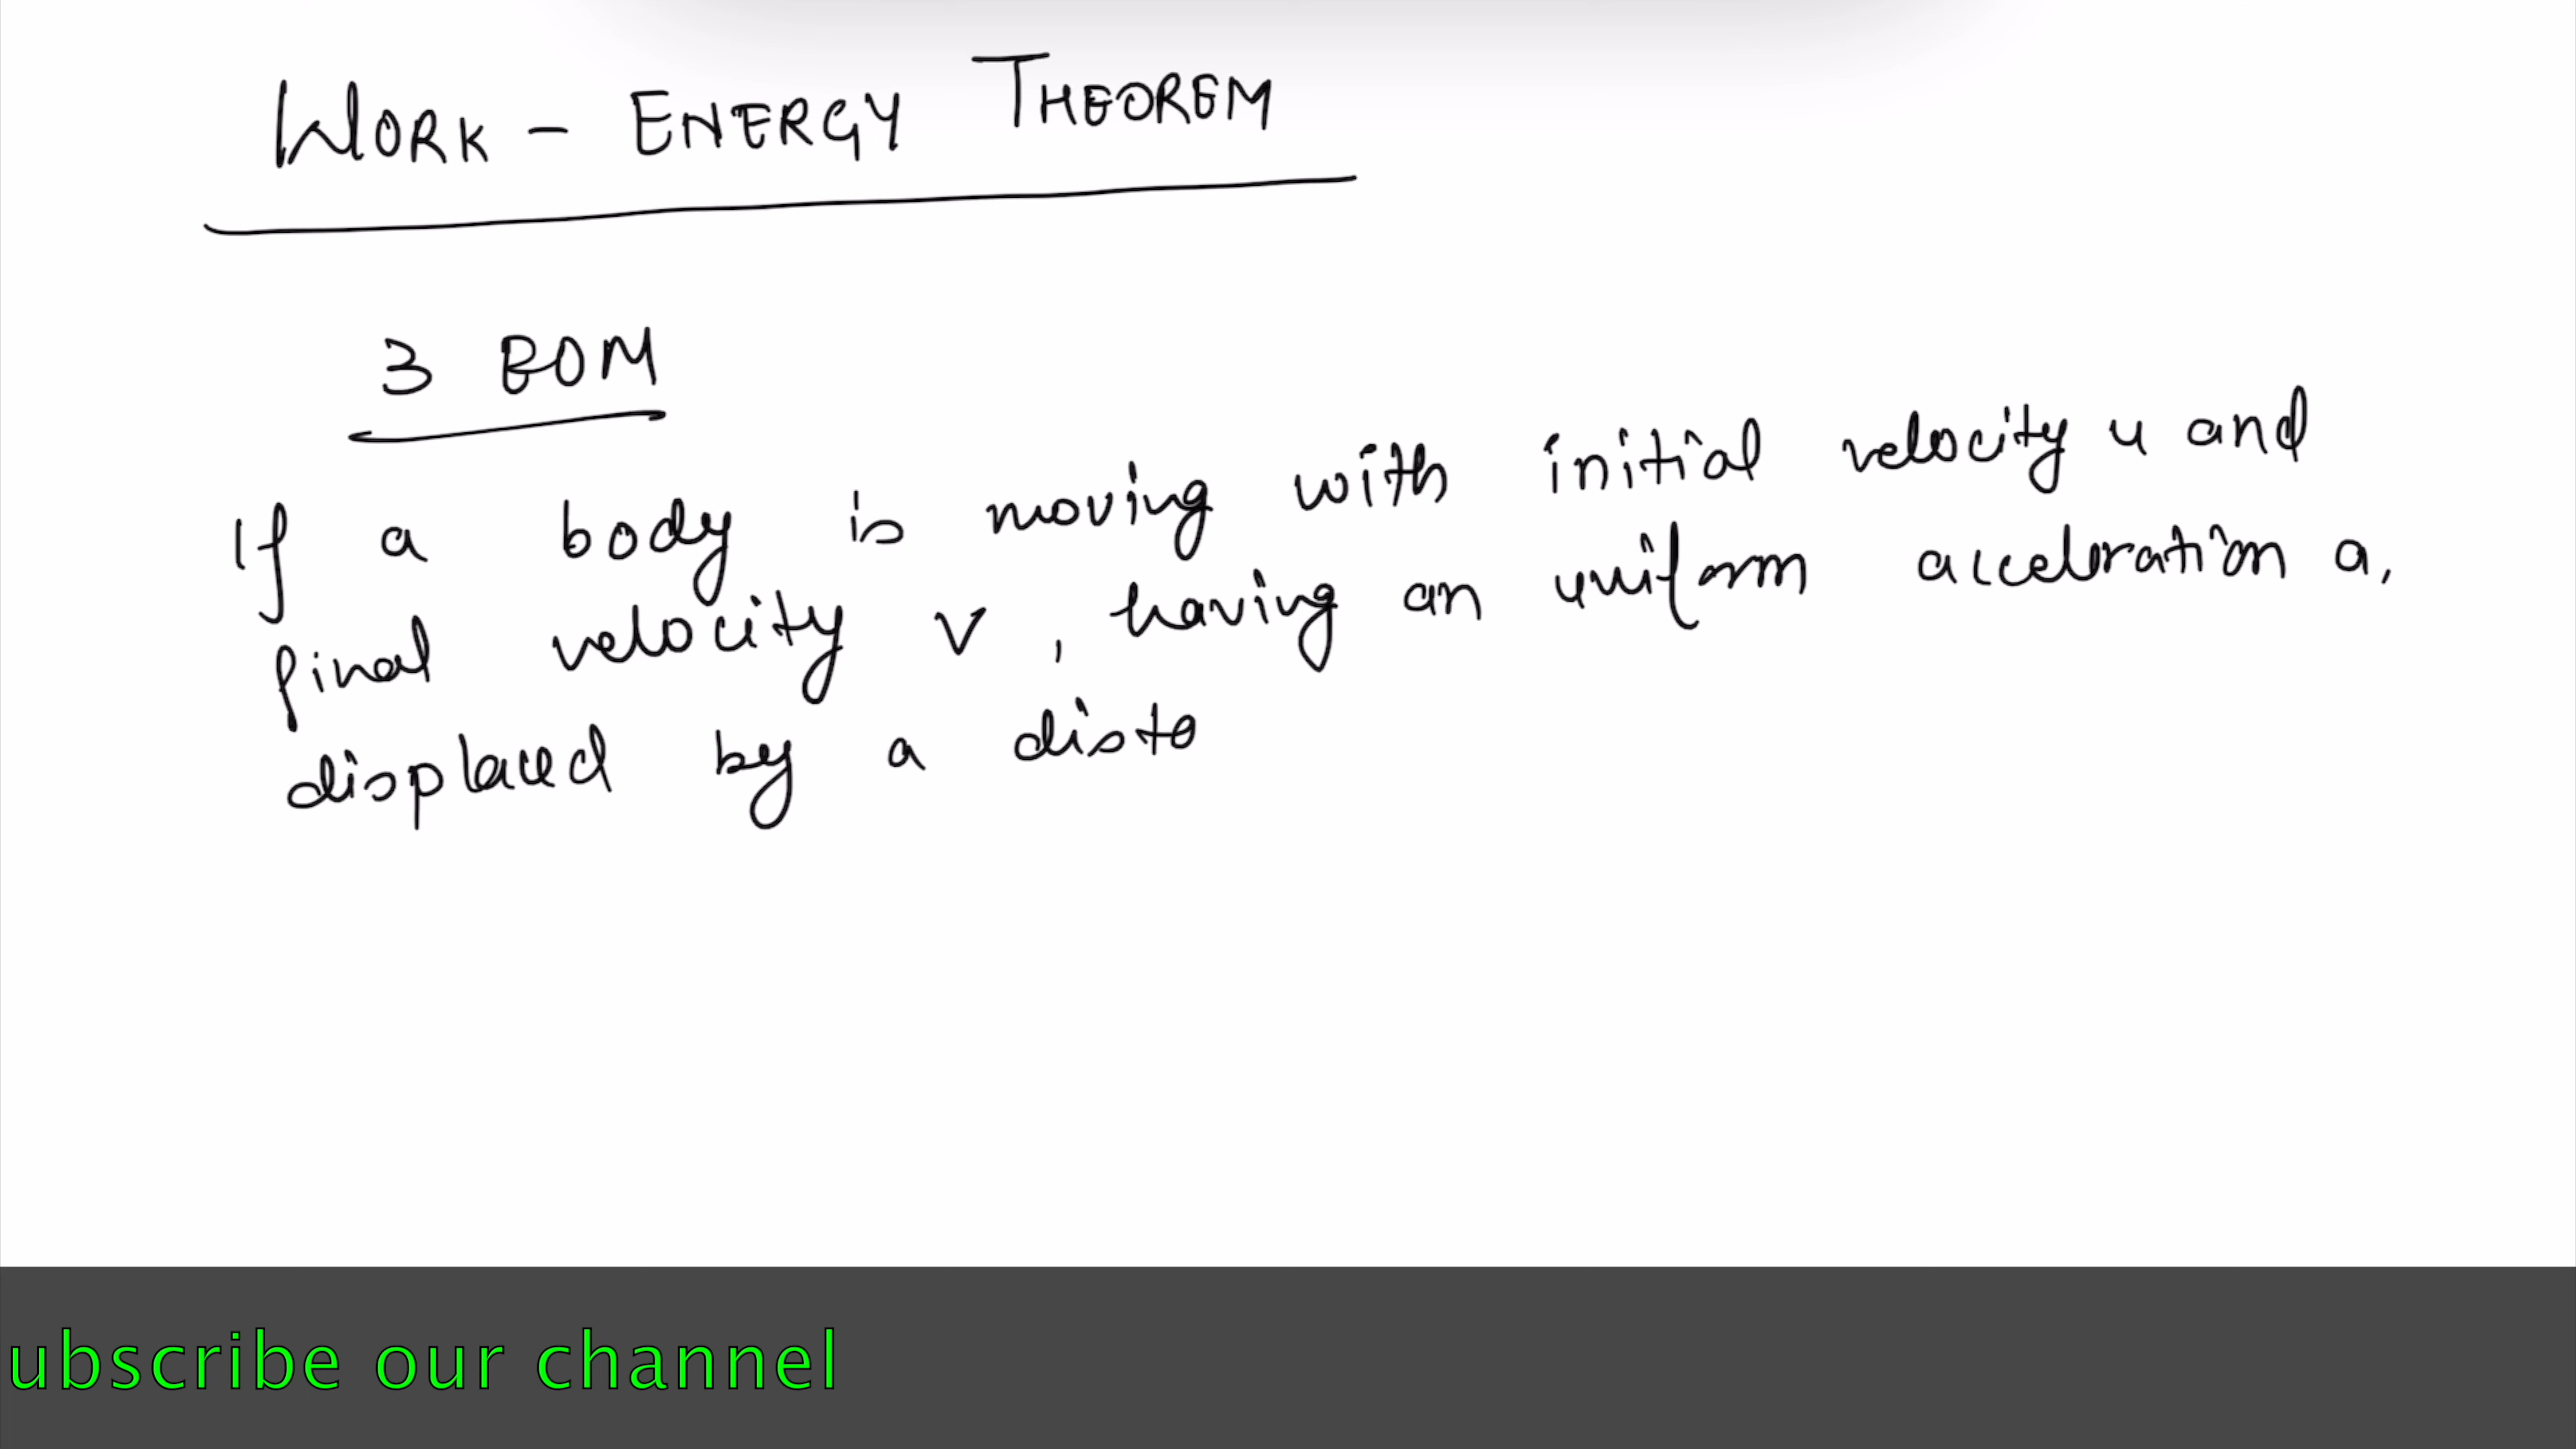 WORK - ENERGY THEOREM
3 EOM
If a body is moving with initial velocity u and
final velocity v, having an uniform acceleration a,
displaced by a dista
ubscribe our channel